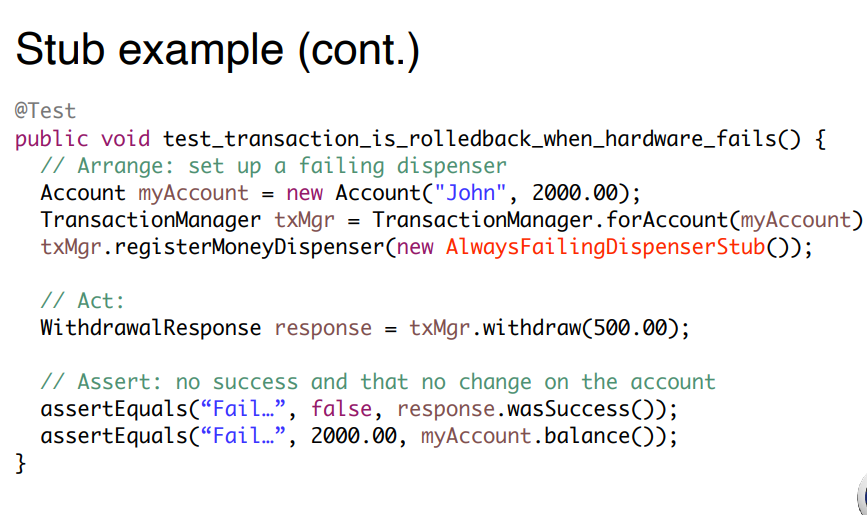 Stub example (cont.)
@Test
public void test_transaction_is_rolledback_when_hardware_fails() {
// Arrange: set up a failing dispenser
Account myAccount = new Account("John", 2000.00);
TransactionManager txMgr = TransactionManager.forAccount(myAccount)
txMgr.registerMoneyDispenser(new AlwaysFailingDispenserStub());
// Act:
WithdrawalResponse response = txMgr.withdraw(500.00);
// Assert: no success and that no change on the account
assertEquals(“Fail…”, false, response.wasSuccess());
assertEquals(“Fail…”, 2000.00, myAccount.balance());
}